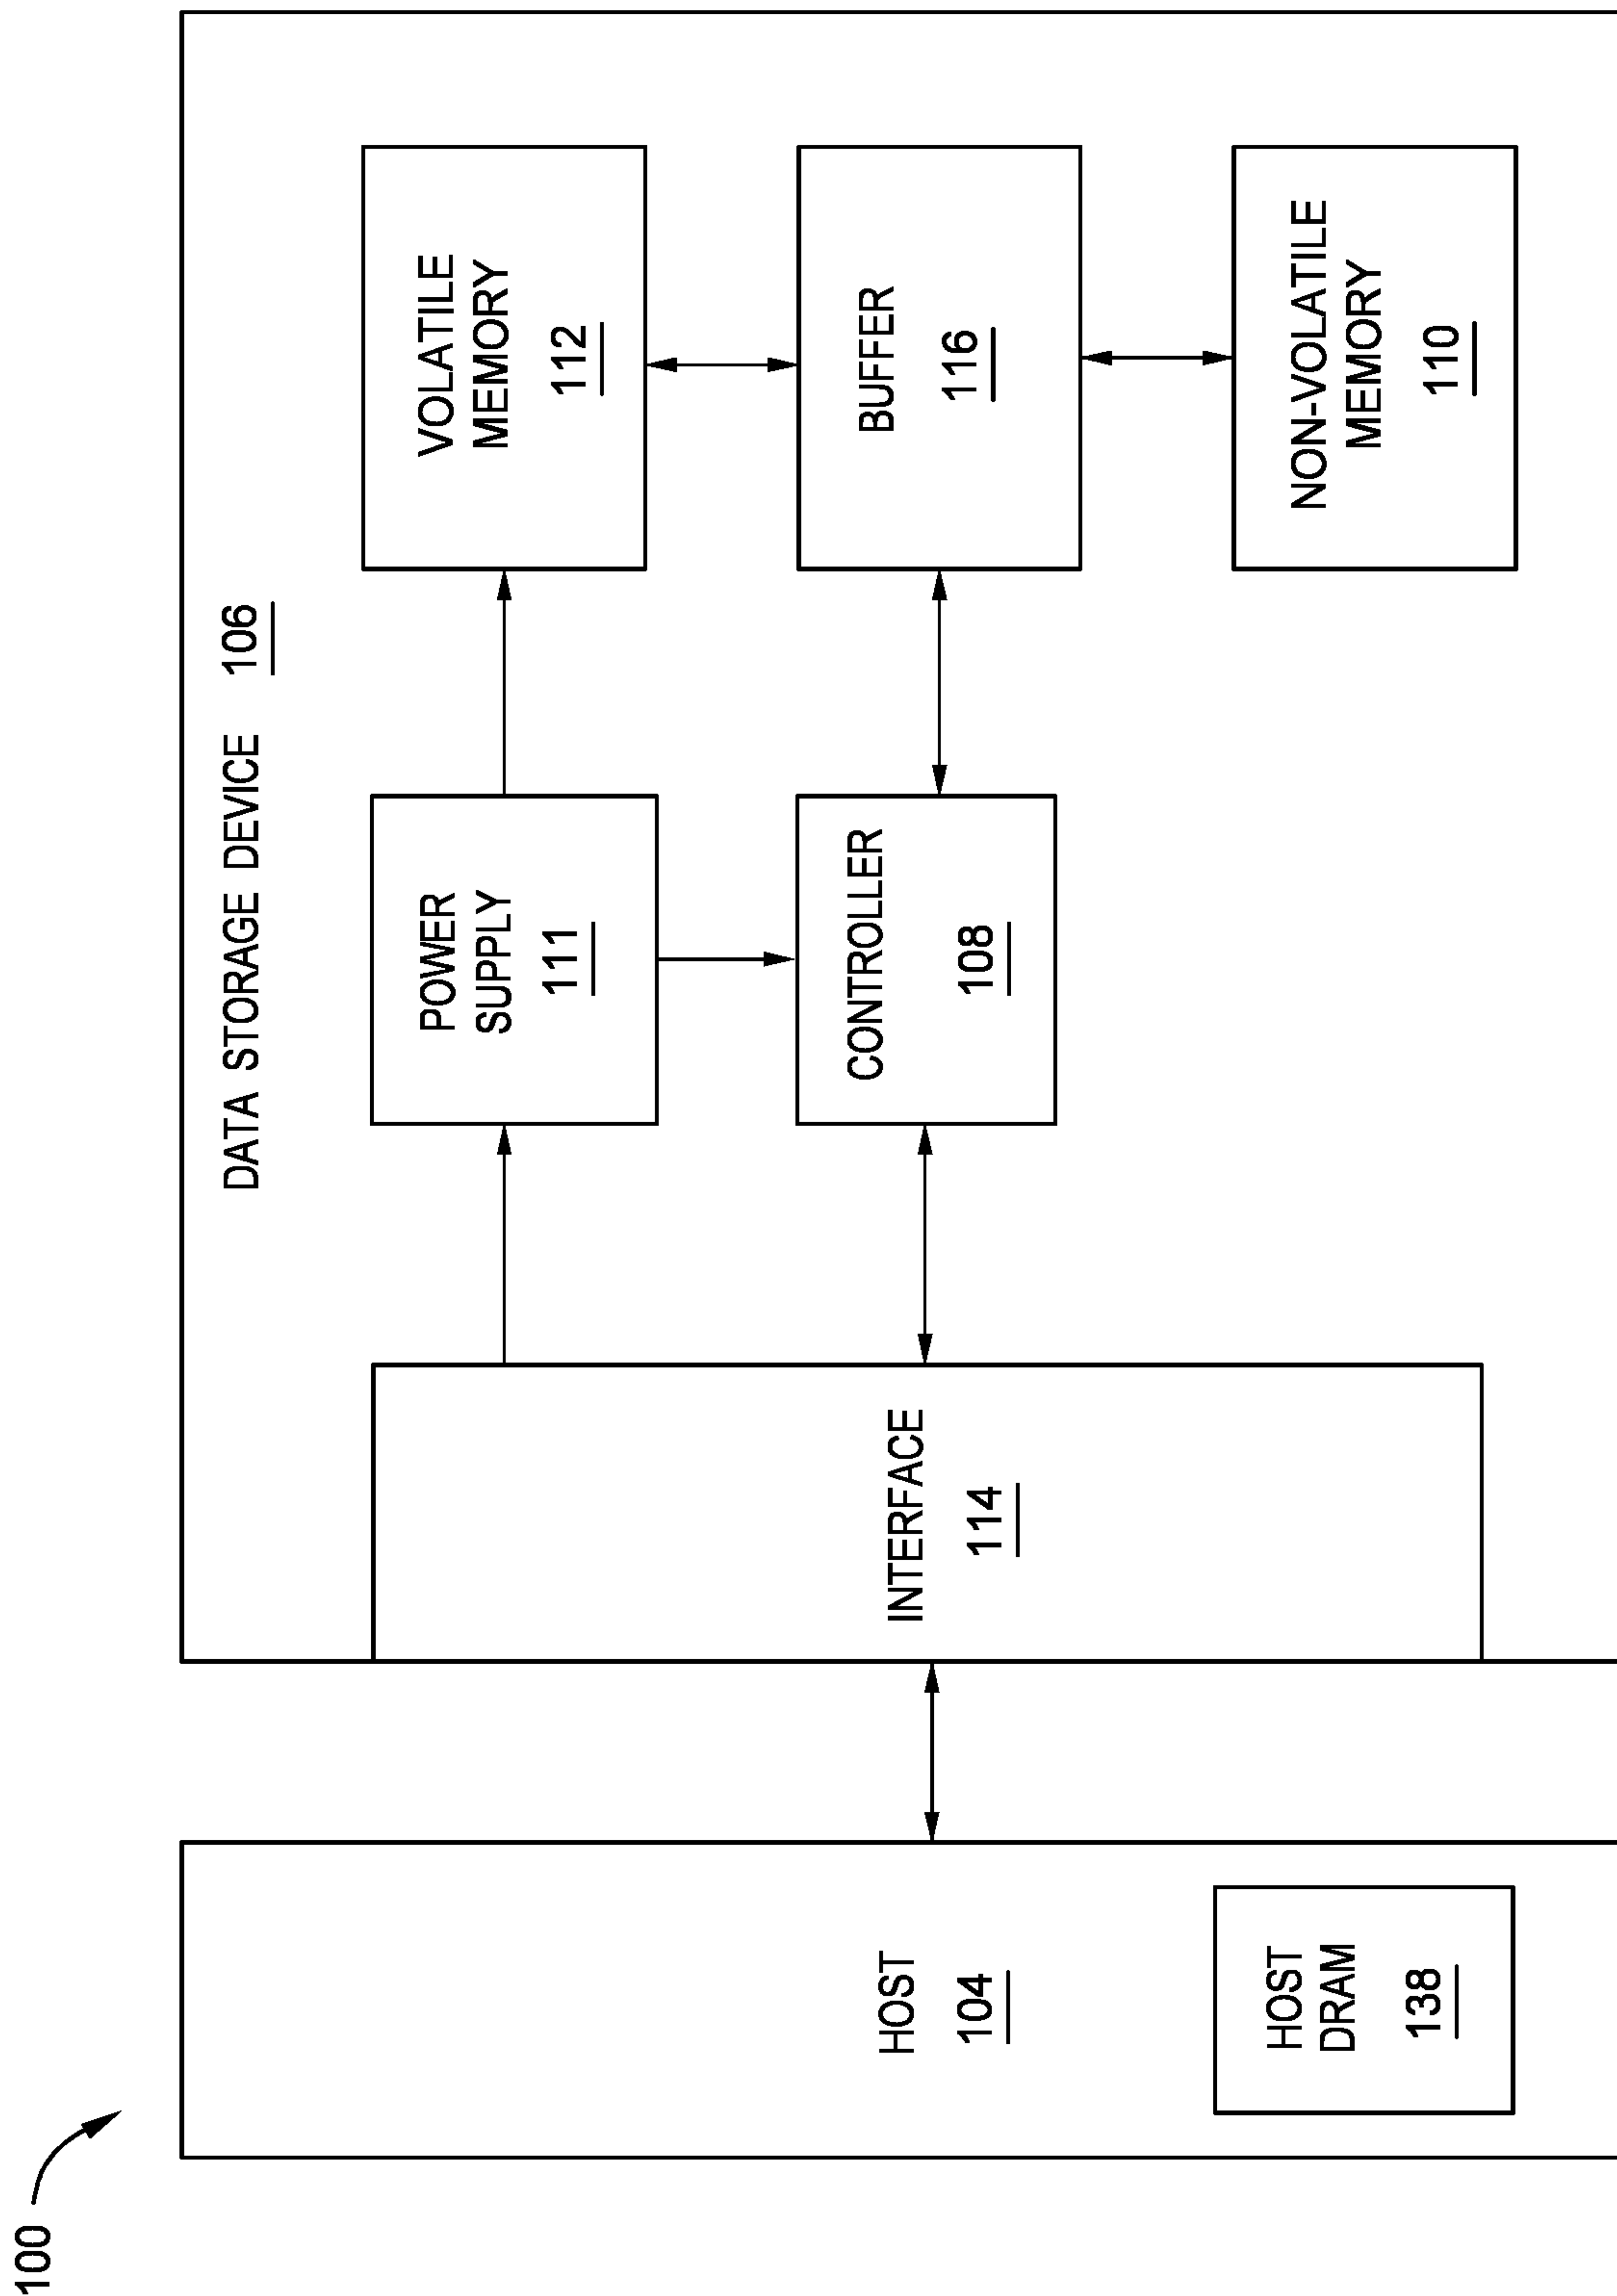 100
DATA STORAGE DEVICE 106
HOST
104
HOST
DRAM
138
INTERFACE
114
POWER
SUPPLY
111
CONTROLLER
108
VOLATILE
MEMORY
112
BUFFER
116
NON-VOLATILE
MEMORY
110